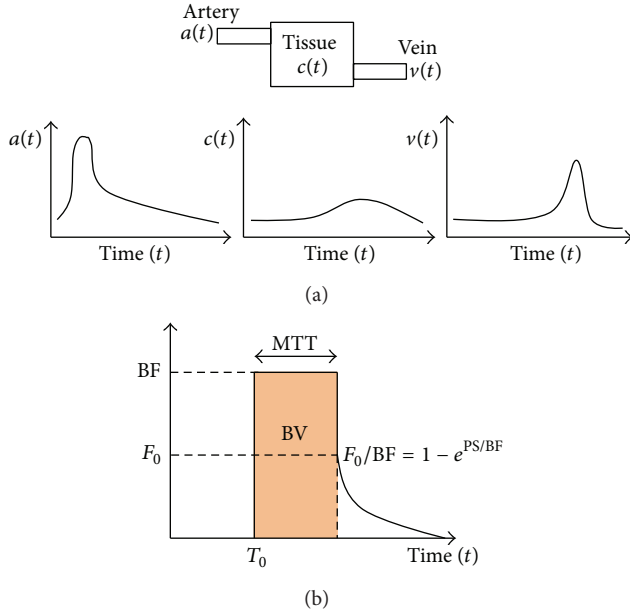 Artery
a(t)
Tissue
c(t)
Vein
v(t)
a(t)
Time (t)
c(t)
Time (t)
v(t)
Time (t)
(a)
MTT
BF
BV
F₀
F₀/BF = 1 − e^PS/BF
T₀
Time (t)
(b)